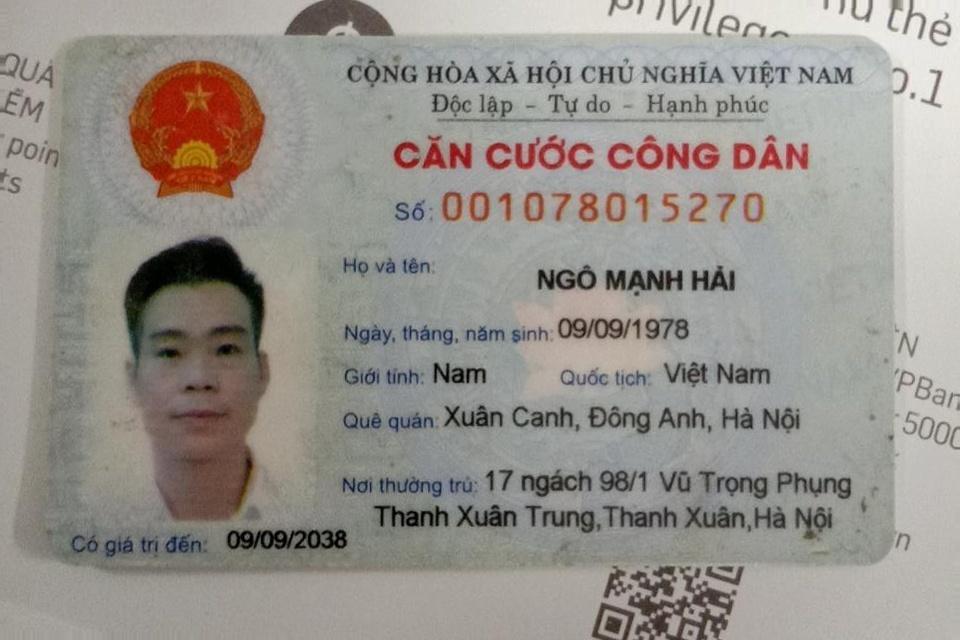 privilege
thẻ
QUÀ
poin
ts
CỘNG HÒA XÃ HỘI CHỦ NGHĨA VIỆT NAM
Độc lập - Tự do - Hạnh phúc
CĂN CƯỚC CÔNG DÂN
Số: 001078015270
Họ và tên: NGÔ MẠNH HẢI
Ngày, tháng, năm sinh: 09/09/1978
Giới tính: Nam Quốc tịch: Việt Nam
Quê quán: Xuân Canh, Đông Anh, Hà Nội
Nơi thường trú: 17 ngách 98/1 Vũ Trọng Phụng
Thanh Xuân Trung,Thanh Xuân,Hà Nội
Có giá trị đến: 09/09/2038
PBan
5000